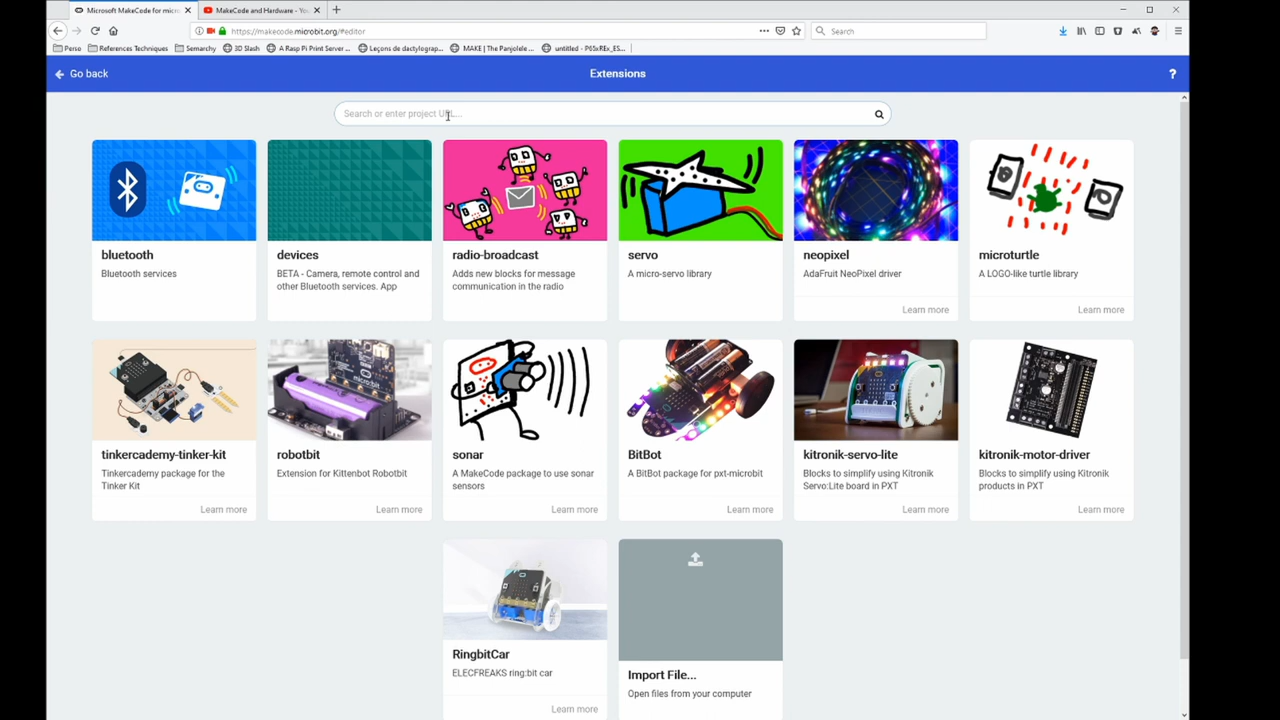 Microsoft MakeCode for micro
MakeCode and Hardware - Yo
https://makecode.microbit.org/#editor
Search
Perso
References Techniques
Semarchy
3D Slash
A Rasp Pi Print Server ...
Leçons de dactylograp...
MAKE | The Panjolele ...
untitled - P65xREx_ES...
Go back
Extensions
?
Search or enter project URL...
bluetooth
Bluetooth services
devices
BETA - Camera, remote control and
other Bluetooth services. App
radio-broadcast
Adds new blocks for message
communication in the radio
servo
A micro-servo library
neopixel
AdaFruit NeoPixel driver
Learn more
microturtle
A LOGO-like turtle library
Learn more
tinkercademy-tinker-kit
Tinkercademy package for the
Tinker Kit
Learn more
robotbit
Extension for Kittenbot Robotbit
Learn more
sonar
A MakeCode package to use sonar
sensors
Learn more
BitBot
A BitBot package for pxt-microbit
Learn more
kitronik-servo-lite
Blocks to simplify using Kitronik
Servo:Lite board in PXT
Learn more
kitronik-motor-driver
Blocks to simplify using Kitronik
products in PXT
Learn more
RingbitCar
ELECFREAKS ring:bit car
Learn more
Import File...
Open files from your computer